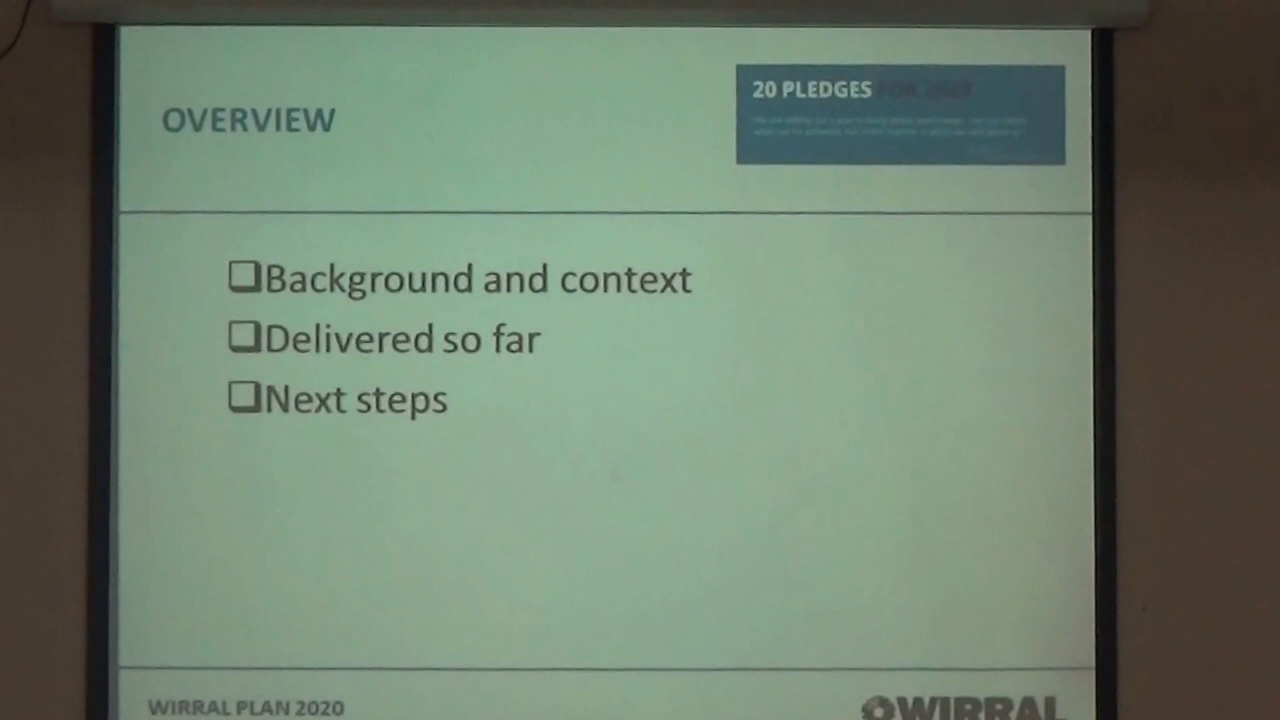 20 PLEDGES
OVERVIEW
❑Background and context
❑Delivered so far
❑Next steps
WIRRAL PLAN 2020
WIRRAL